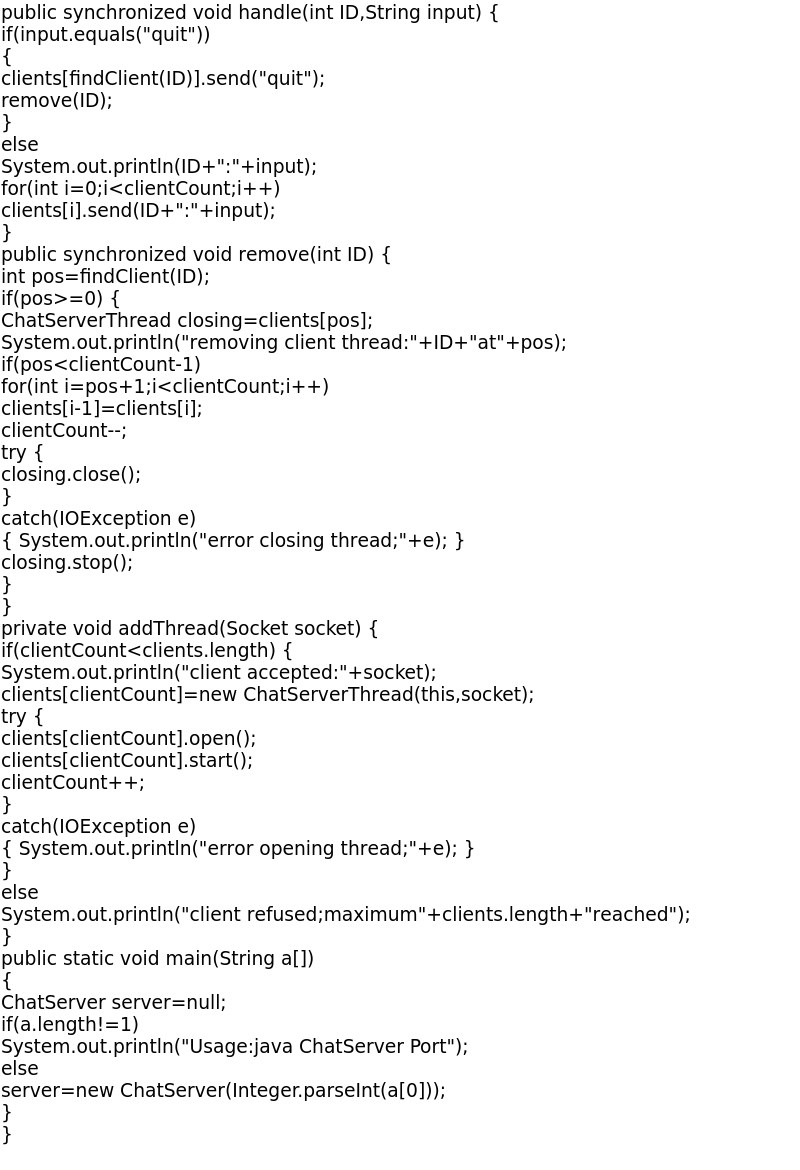 public synchronized void handle(int ID,String input) {
if(input.equals("quit"))
{
clients[findClient(ID)].send("quit");
remove(ID);
}
else
System.out.println(ID+":"+input);
for(int i=0;i<clientCount;i++)
clients[i].send(ID+":"+input);
}
public synchronized void remove(int ID) {
int pos=findClient(ID);
if(pos>=0) {
ChatServerThread closing=clients[pos];
System.out.println("removing client thread:"+ID+"at"+pos);
if(pos<clientCount-1)
for(int i=pos+1;i<clientCount;i++)
clients[i-1]=clients[i];
clientCount--;
try {
closing.close();
}
catch(IOException e)
{ System.out.println("error closing thread;"+e); }
closing.stop();
}
}
private void addThread(Socket socket) {
if(clientCount<clients.length) {
System.out.println("client accepted:"+socket);
clients[clientCount]=new ChatServerThread(this,socket);
try {
clients[clientCount].open();
clients[clientCount].start();
clientCount++;
}
catch(IOException e)
{ System.out.println("error opening thread;"+e); }
}
else
System.out.println("client refused;maximum"+clients.length+"reached");
}
public static void main(String a[])
{
ChatServer server=null;
if(a.length!=1)
System.out.println("Usage:java ChatServer Port");
else
server=new ChatServer(Integer.parseInt(a[0]));
}
}